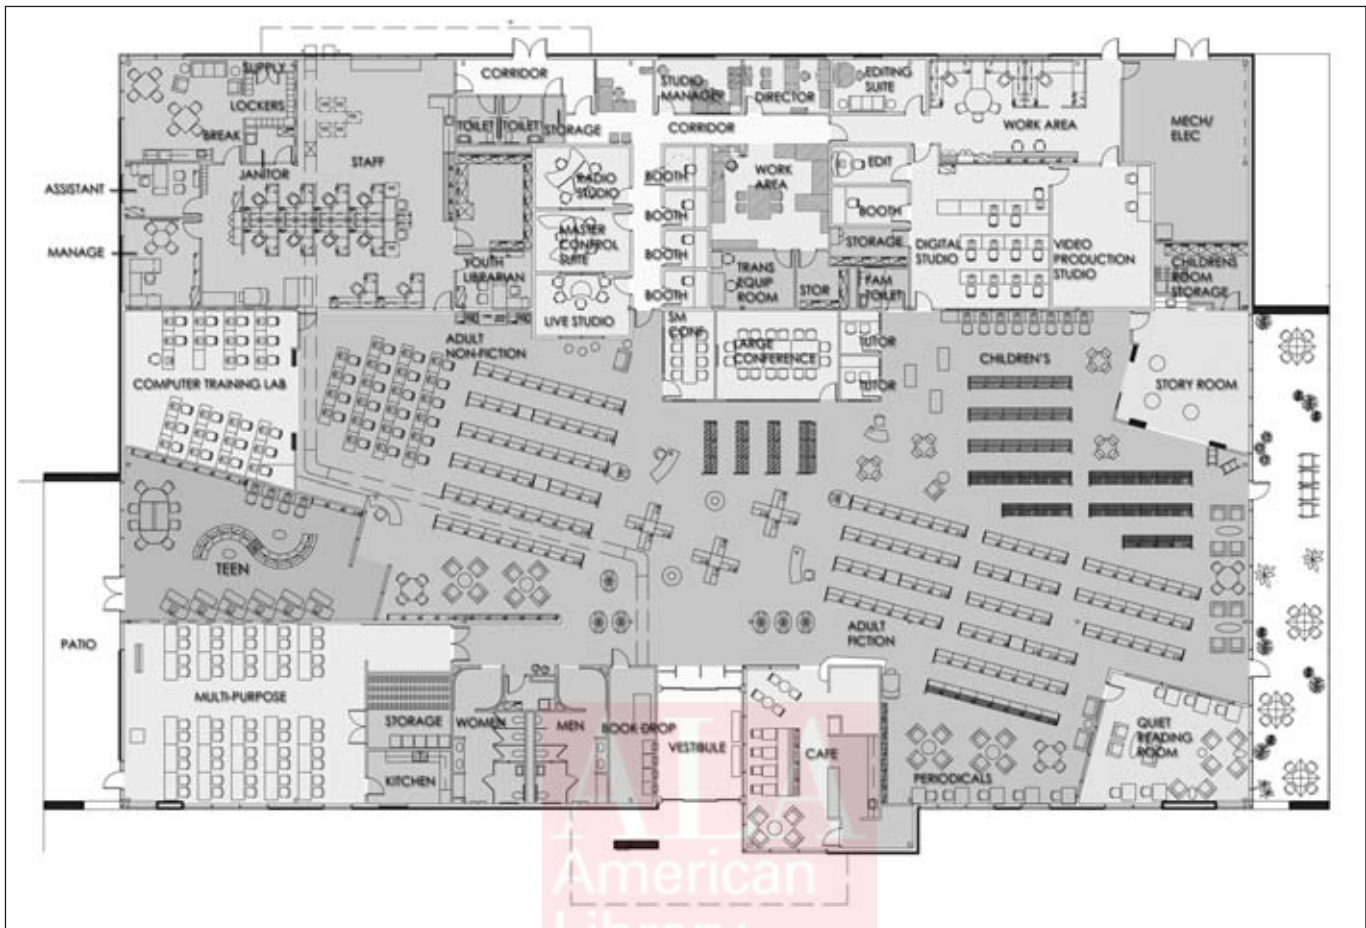 SUPPLY
LOCKERS
BREAK
JANITOR
STAFF
ASSISTANT
MANAGE
CORRIDOR
TOILET
TOILET
STORAGE
STUDIO
MANAGER
DIRECTOR
EDITING
SUITE
WORK AREA
MECH/
ELEC
CORRIDOR
RADIO
STUDIO
BOOTH
WORK
AREA
EDIT
BOOTH
BOOTH
MASTER
CONTROL
SUITE
BOOTH
STORAGE
DIGITAL
STUDIO
VIDEO
PRODUCTION
STUDIO
YOUTH
LIBRARIAN
BOOTH
TRANS
EQUIP
ROOM
STOR
FAM
TOILET
CHILDRENS
ROOM
STORAGE
LIVE STUDIO
SM
CONF
LARGE
CONFERENCE
TUTOR
TUTOR
ADULT
NON-FICTION
CHILDREN'S
STORY ROOM
COMPUTER TRAINING LAB
TEEN
PATIO
ADULT
FICTION
MULTI-PURPOSE
STORAGE
WOMEN
MEN
BOOK DROP
VESTIBULE
CAFE
QUIET
READING
ROOM
KITCHEN
PERIODICALS
ALA
American
Library